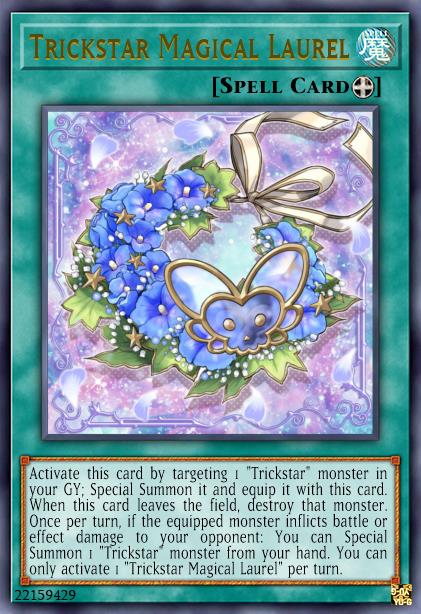 TRICKSTAR MAGICAL LAUREL
SPELL
魔
[SPELL CARD]
Activate this card by targeting 1 "Trickstar" monster in
your GY; Special Summon it and equip it with this card.
When this card leaves the field, destroy that monster.
Once per turn, if the equipped monster inflicts battle or
effect damage to your opponent: You can Special
Summon 1 "Trickstar" monster from your hand. You can
only activate 1 "Trickstar Magical Laurel" per turn.
22159429